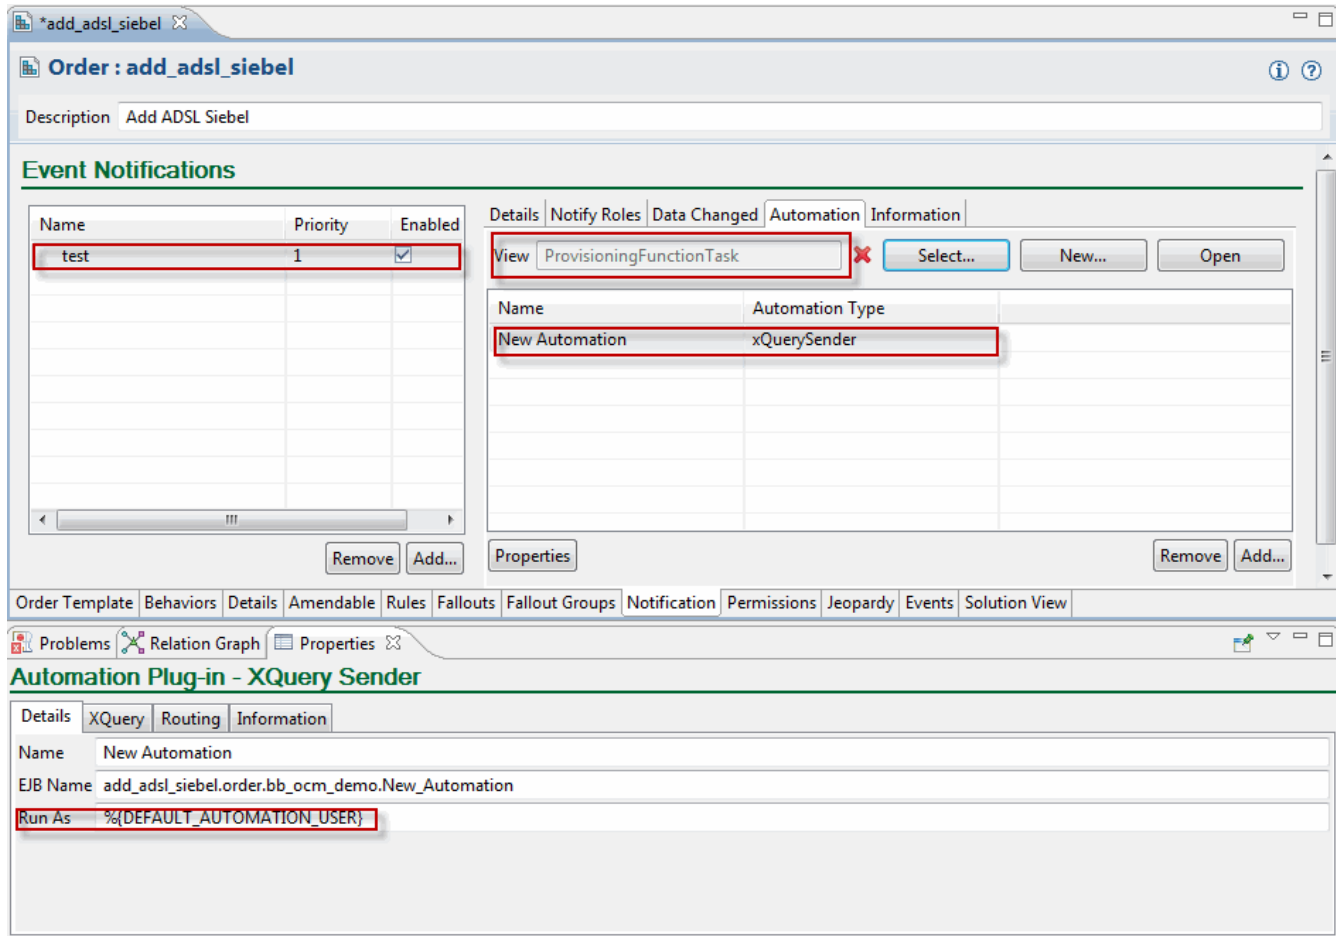 *add_adsl_siebel
Order : add_adsl_siebel
Description Add ADSL Siebel
Event Notifications
Name Priority Enabled
test 1
Details Notify Roles Data Changed Automation Information
View ProvisioningFunctionTask Select... New... Open
Name Automation Type
New Automation xQuerySender
Remove Add...
Properties Remove Add...
Order Template Behaviors Details Amendable Rules Fallouts Fallout Groups Notification Permissions Jeopardy Events Solution View
Problems Relation Graph Properties
Automation Plug-in - XQuery Sender
Details XQuery Routing Information
Name New Automation
EJB Name add_adsl_siebel.order.bb_ocm_demo.New_Automation
Run As %{DEFAULT_AUTOMATION_USER}